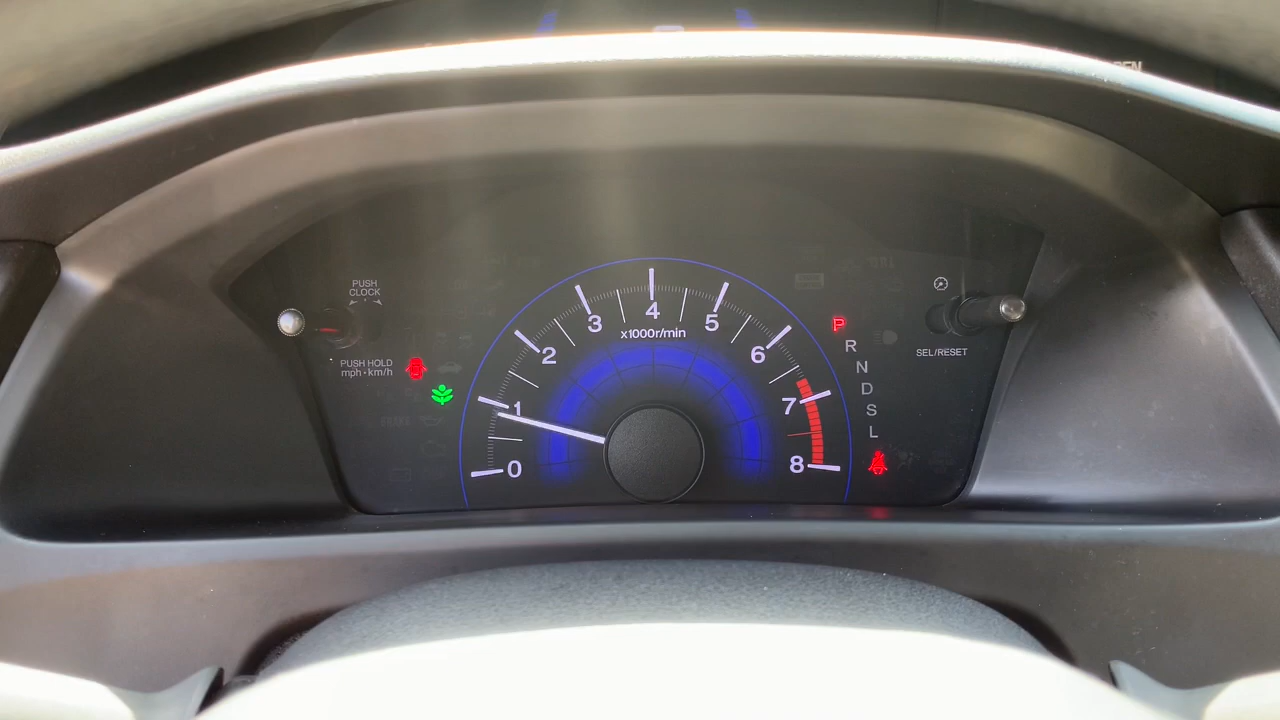 PUSH
CLOCK
PUSH HOLD
mph·km/h
0
1
2
3
4
5
6
7
8
x1000r/min
P
R
N
D
S
L
SEL/RESET